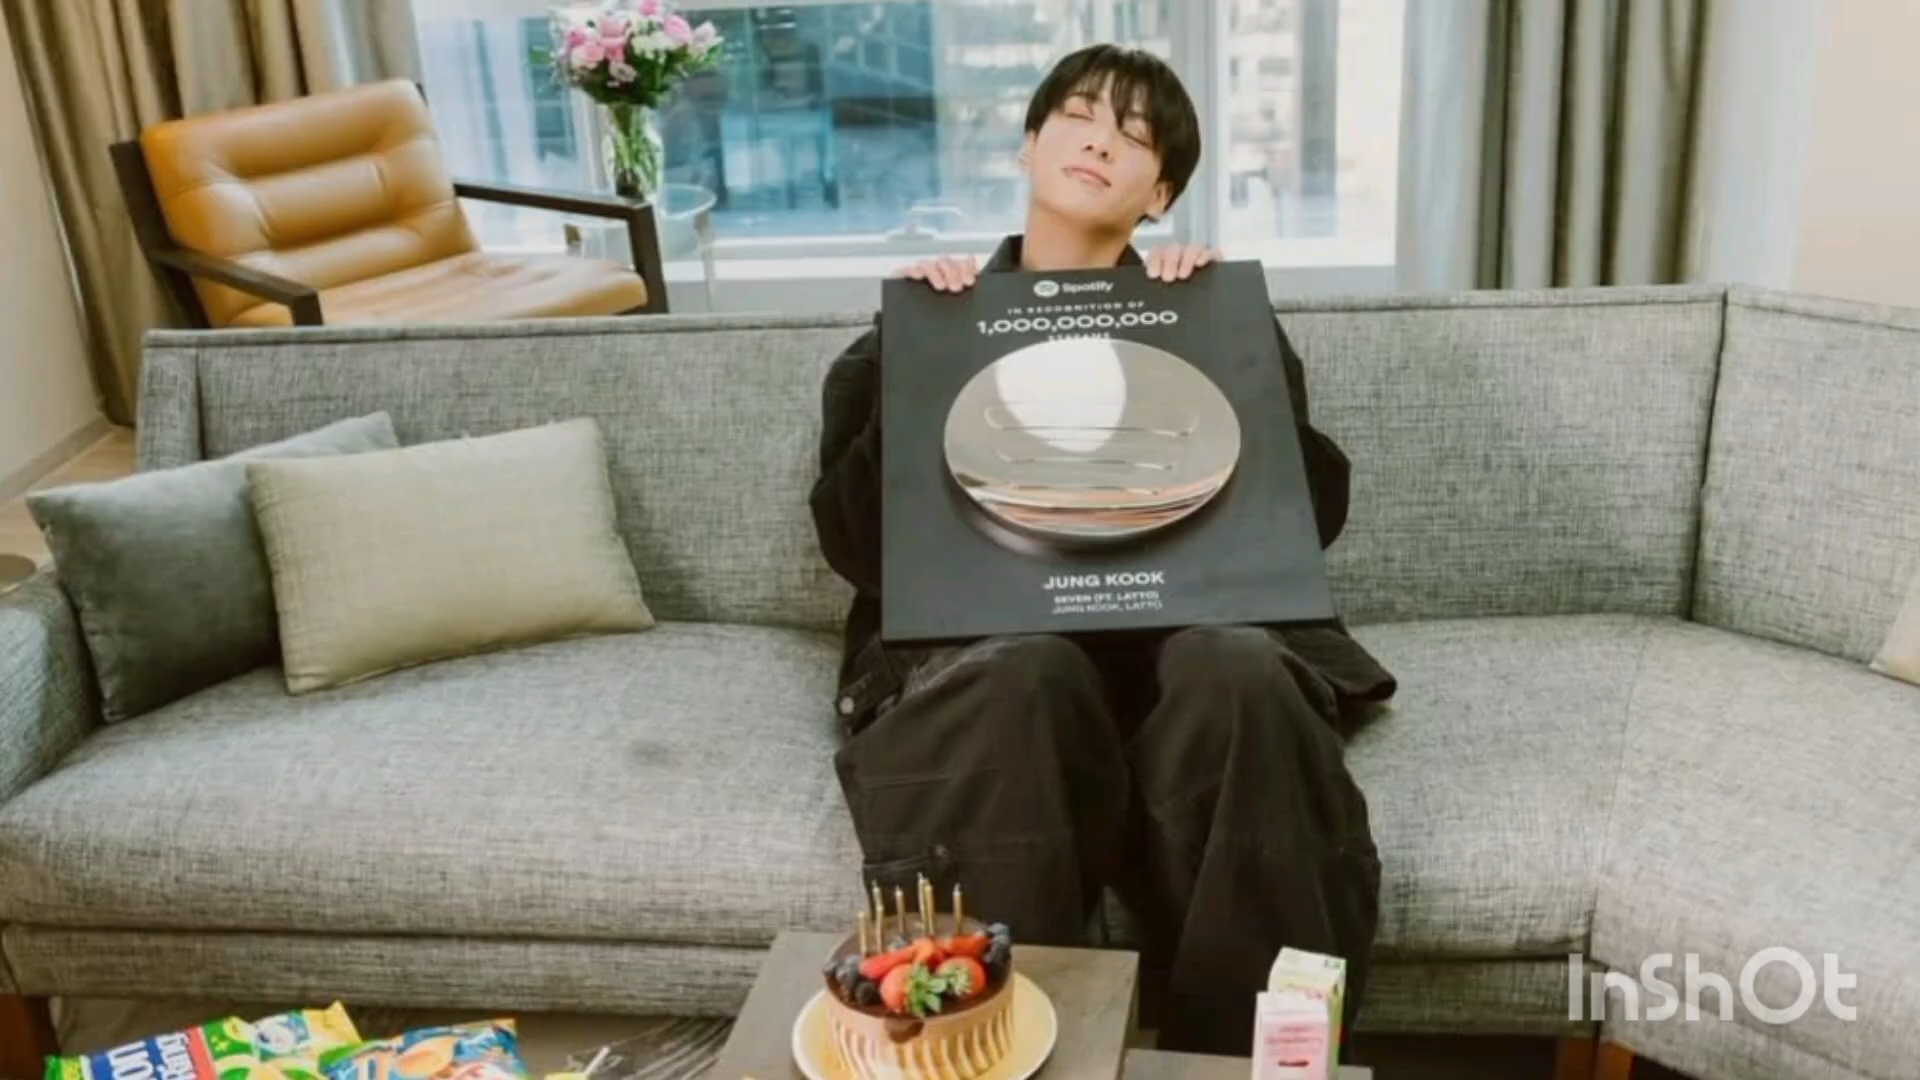 Spotify
IN RECOGNITION OF
1,000,000,000
STREAMS
JUNG KOOK
SEVEN (FT. LATTO)
JUNG KOOK, LATTO
InShOt